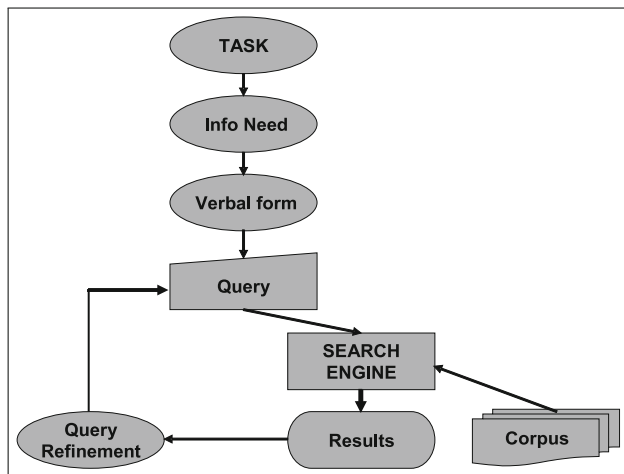 TASK
Info Need
Verbal form
Query
SEARCH
ENGINE
Query
Refinement
Results
Corpus